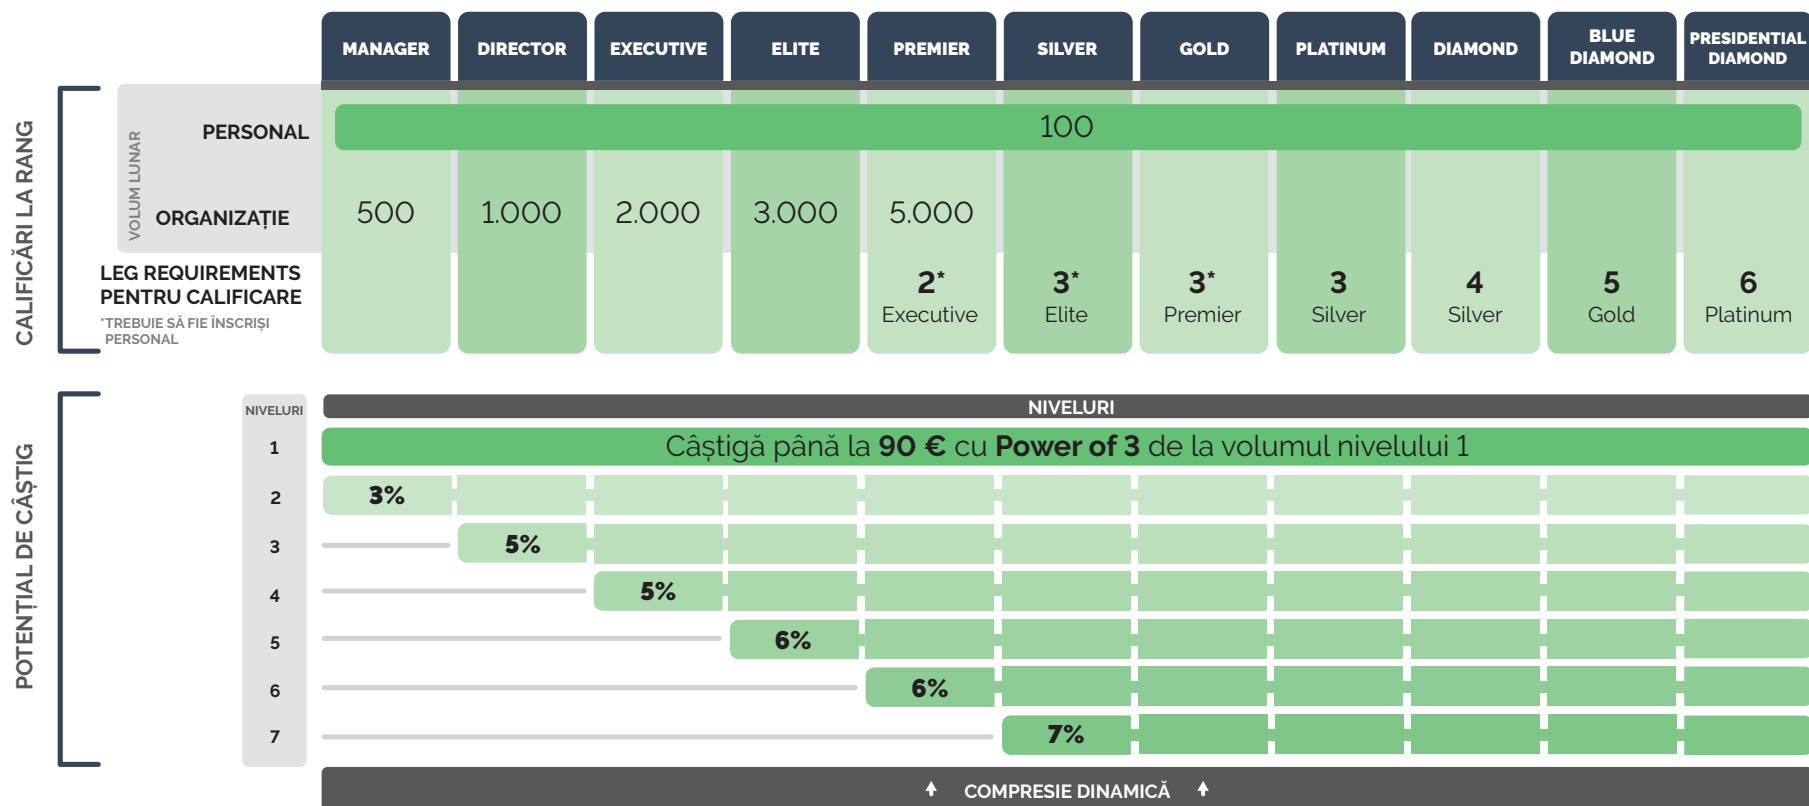 MANAGER DIRECTOR EXECUTIVE ELITE PREMIER SILVER GOLD PLATINUM DIAMOND BLUE DIAMOND PRESIDENTIAL DIAMOND
CALIFICĂRI LA RANG
VOLUM LUNAR
PERSONAL 100
ORGANIZAȚIE 500 1.000 2.000 3.000 5.000
LEG REQUIREMENTS
PENTRU CALIFICARE
*TREBUIE SĂ FIE ÎNSCRIȘI
PERSONAL
2* 3* 3* 3 4 5 6
Executive Elite Premier Silver Silver Gold Platinum
POTENȚIAL DE CÂȘTIG
NIVELURI NIVELURI
1 Câștigă până la 90 € cu Power of 3 de la volumul nivelului 1
2 3%
3 5%
4 5%
5 6%
6 6%
7 7%
COMPRESIE DINAMICĂ